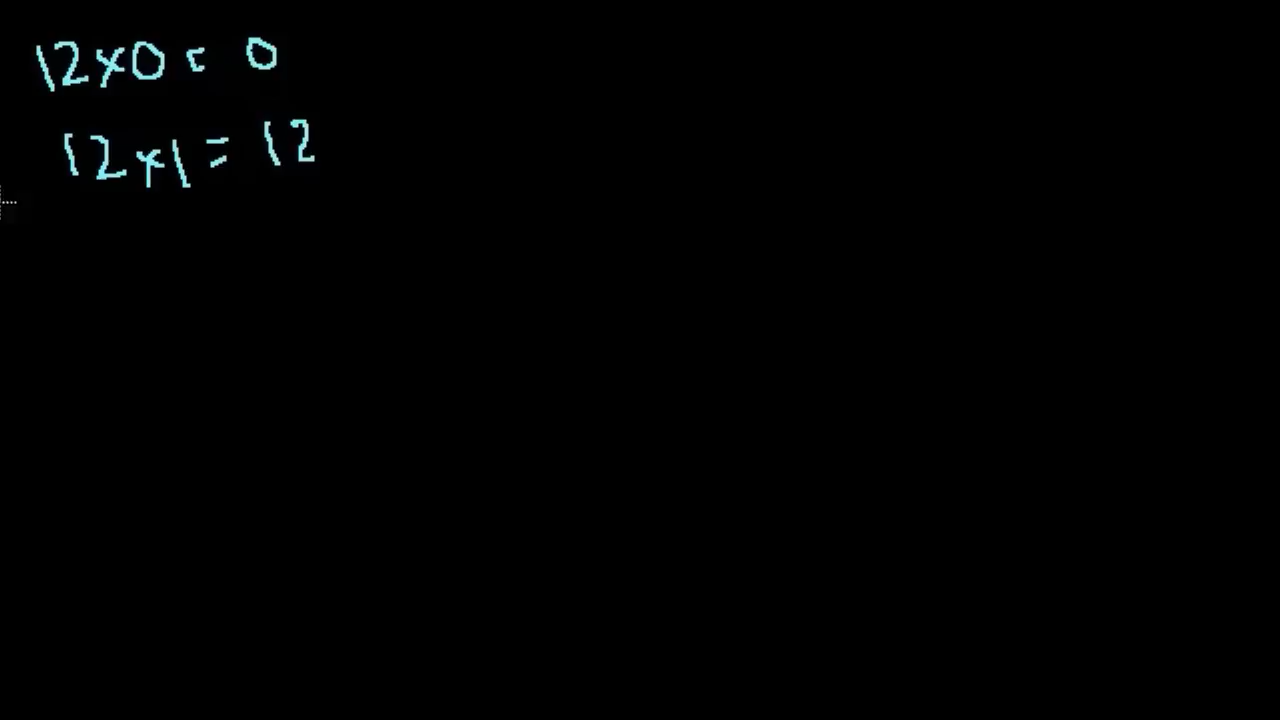 12x0 = 0
12x1 = 12